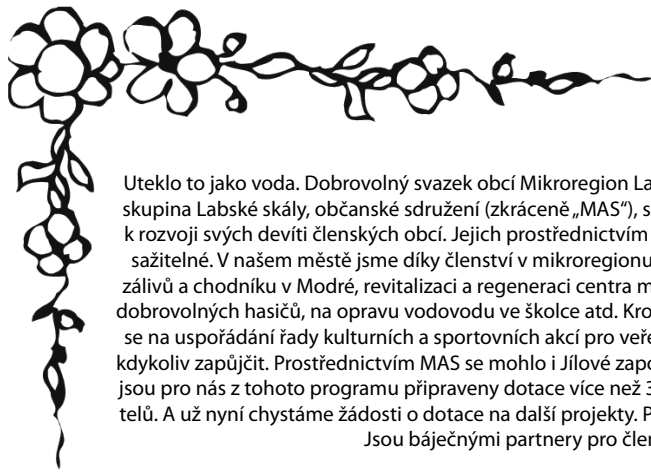 Uteklo to jako voda. Dobrovolný svazek obcí Mikroregion La
skupina Labské skály, občanské sdružení (zkráceně „MAS“), s
k rozvoji svých devíti členských obcí. Jejich prostřednictvím
sažitelné. V našem městě jsme díky členství v mikroregionu
zálivů a chodníku v Modré, revitalizaci a regeneraci centra m
dobrovolných hasičů, na opravu vodovodu ve školce atd. Kro
se na uspořádání řady kulturních a sportovních akcí pro veře
kdykoliv zapůjčit. Prostřednictvím MAS se mohlo i Jílové zapo
jsou pro nás z tohoto programu připraveny dotace více než 3
telů. A už nyní chystáme žádosti o dotace na další projekty. P
Jsou báječnými partnery pro člen